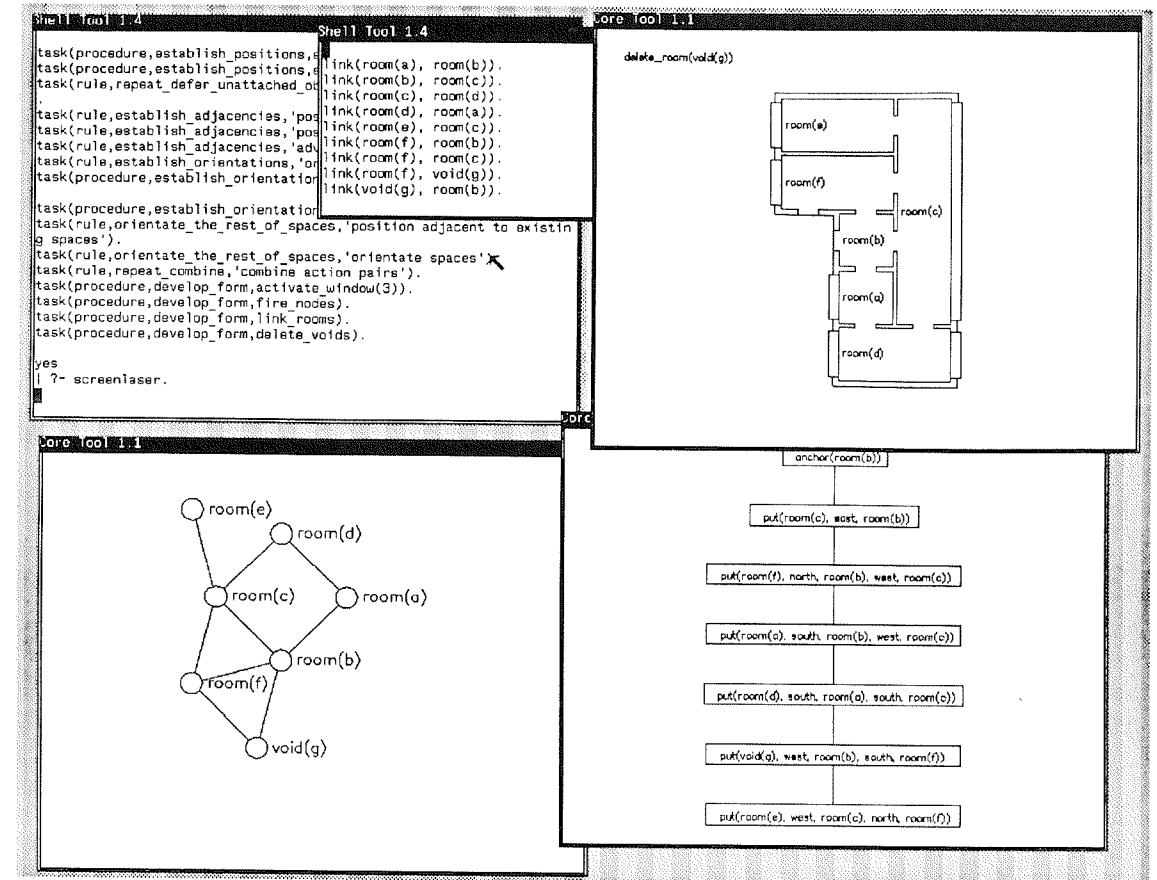 Shell Tool 1.4
task(procedure,establish_positions,
task(procedure,establish_positions,
task(rule,repeat_defer_unattached_ob
.
task(rule,establish_adjacencies,'pos
task(rule,establish_adjacencies,'pos
task(rule,establish_adjacencies,'adv
task(rule,establish_orientations,'or
task(procedure,establish_orientation
task(procedure,establish_orientation
task(rule,orientate_the_rest_of_spaces,'position adjacent to existin
g spaces').
task(rule,orientate_the_rest_of_spaces,'orientate spaces')
task(rule,repeat_combine,'combine action pairs').
task(procedure,develop_form,activate_window(3)).
task(procedure,develop_form,fire_nodes).
task(procedure,develop_form,link_rooms).
task(procedure,develop_form,delete_voids).
yes
| ?- screenlaser.
Shell Tool 1.4
link(room(a), room(b)).
link(room(b), room(c)).
link(room(c), room(d)).
link(room(d), room(a)).
link(room(e), room(c)).
link(room(f), room(b)).
link(room(f), room(c)).
link(room(f), void(g)).
link(void(g), room(b)).
Core Tool 1.1
delete_room(void(g))
room(e)
room(f)
room(c)
room(b)
room(a)
room(d)
Core Tool 1.1
room(e)
room(d)
room(c)
room(a)
room(b)
room(f)
void(g)
Core
anchor(room(b))
put(room(c), east, room(b))
put(room(f), north, room(b), west, room(c))
put(room(a), south, room(b), west, room(c))
put(room(d), south, room(a), south, room(c))
put(void(g), west, room(b), south, room(f))
put(room(e), west, room(c), north, room(f))